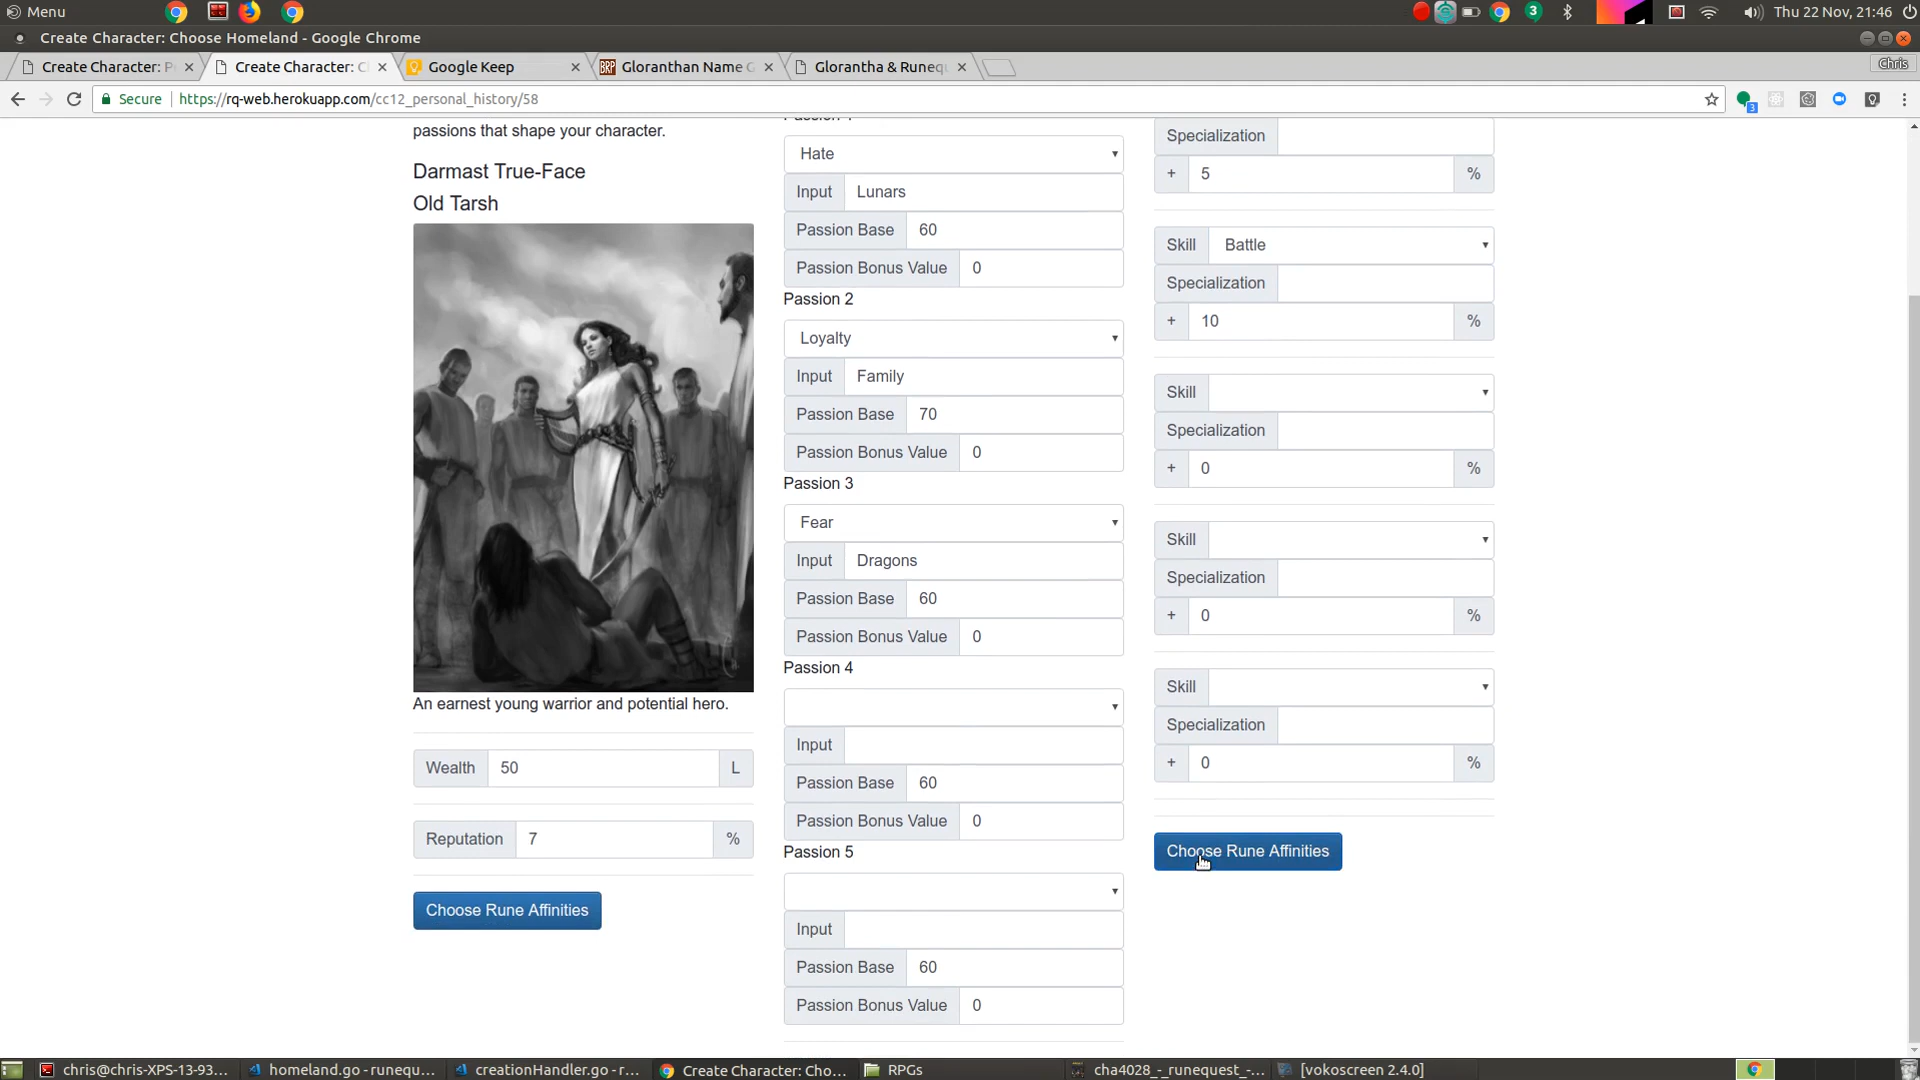 Menu
3
Thu 22 Nov, 21:46
Create Character: Choose Homeland - Google Chrome
Create Character: P
Create Character: C
Google Keep
BRP Gloranthan Name G
Glorantha & Runequ
Chris
Secure https://rq-web.herokuapp.com/cc12_personal_history/58
3
passions that shape your character.
Darmast True-Face
Old Tarsh
An earnest young warrior and potential hero.
Wealth 50 L
Reputation 7 %
Choose Rune Affinities
Hate
Input Lunars
Passion Base 60
Passion Bonus Value 0
Passion 2
Loyalty
Input Family
Passion Base 70
Passion Bonus Value 0
Passion 3
Fear
Input Dragons
Passion Base 60
Passion Bonus Value 0
Passion 4
Input
Passion Base 60
Passion Bonus Value 0
Passion 5
Input
Passion Base 60
Passion Bonus Value 0
Specialization
+ 5 %
Skill Battle
Specialization
+ 10 %
Skill
Specialization
+ 0 %
Skill
Specialization
+ 0 %
Skill
Specialization
+ 0 %
Choose Rune Affinities
chris@chris-XPS-13-93...
homeland.go - runequ...
creationHandler.go - r...
Create Character: Cho...
RPGs
cha4028_-_runequest_-...
[vokoscreen 2.4.0]